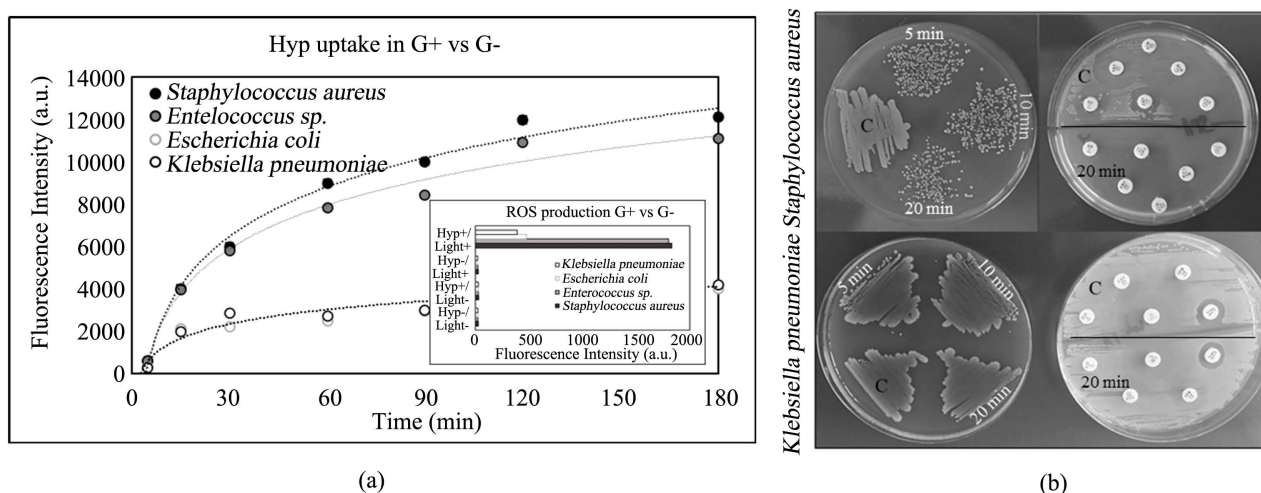 Hyp uptake in G+ vs G-
Fluorescence Intensity (a.u.)
14000
12000
10000
8000
6000
4000
2000
0
Staphylococcus aureus
Entelococcus sp.
Escherichia coli
Klebsiella pneumoniae
ROS production G+ vs G-
Hyp+/
Light+
Hyp-/
Light+
Hyp+/
Light-
Hyp-/
Light-
Klebsiella pneumoniae
Escherichia coli
Enterococcus sp.
Staphylococcus aureus
0 500 1000 1500 2000
Fluorescence Intensity (a.u.)
0 30 60 90 120 150 180
Time (min)
(a)
Klebsiella pneumoniae Staphylococcus aureus
5 min
10 min
C
20 min
C
20 min
5 min
10 min
C
20 min
C
20 min
(b)